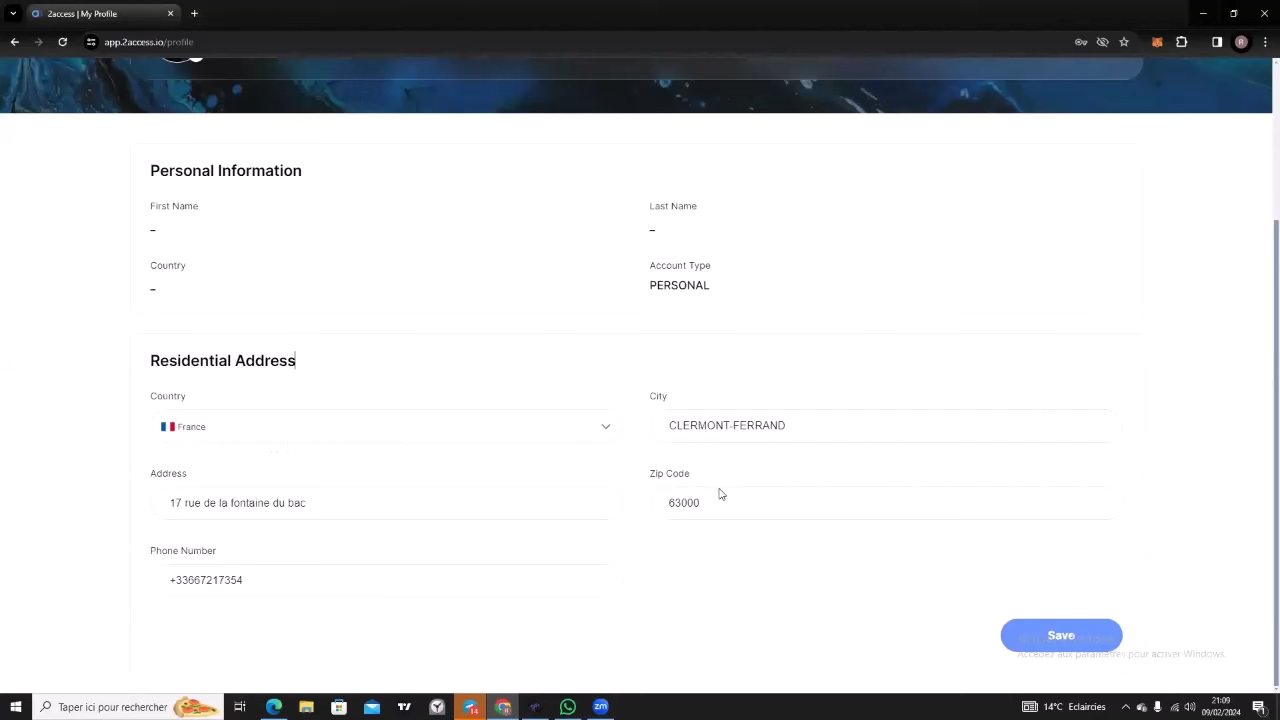 2access | My Profile
app.2access.io/profile
R
Personal Information
First Name
Last Name
–
–
Country
Account Type
–
PERSONAL
Residential Address
Country
City
France
CLERMONT-FERRAND
Address
Zip Code
17 rue de la fontaine du bac
63000
Phone Number
+33667217354
Save
Accédez aux paramètres pour activer Windows.
Taper ici pour rechercher
14
zm
14°C Eclaircies
21:09
09/02/2024